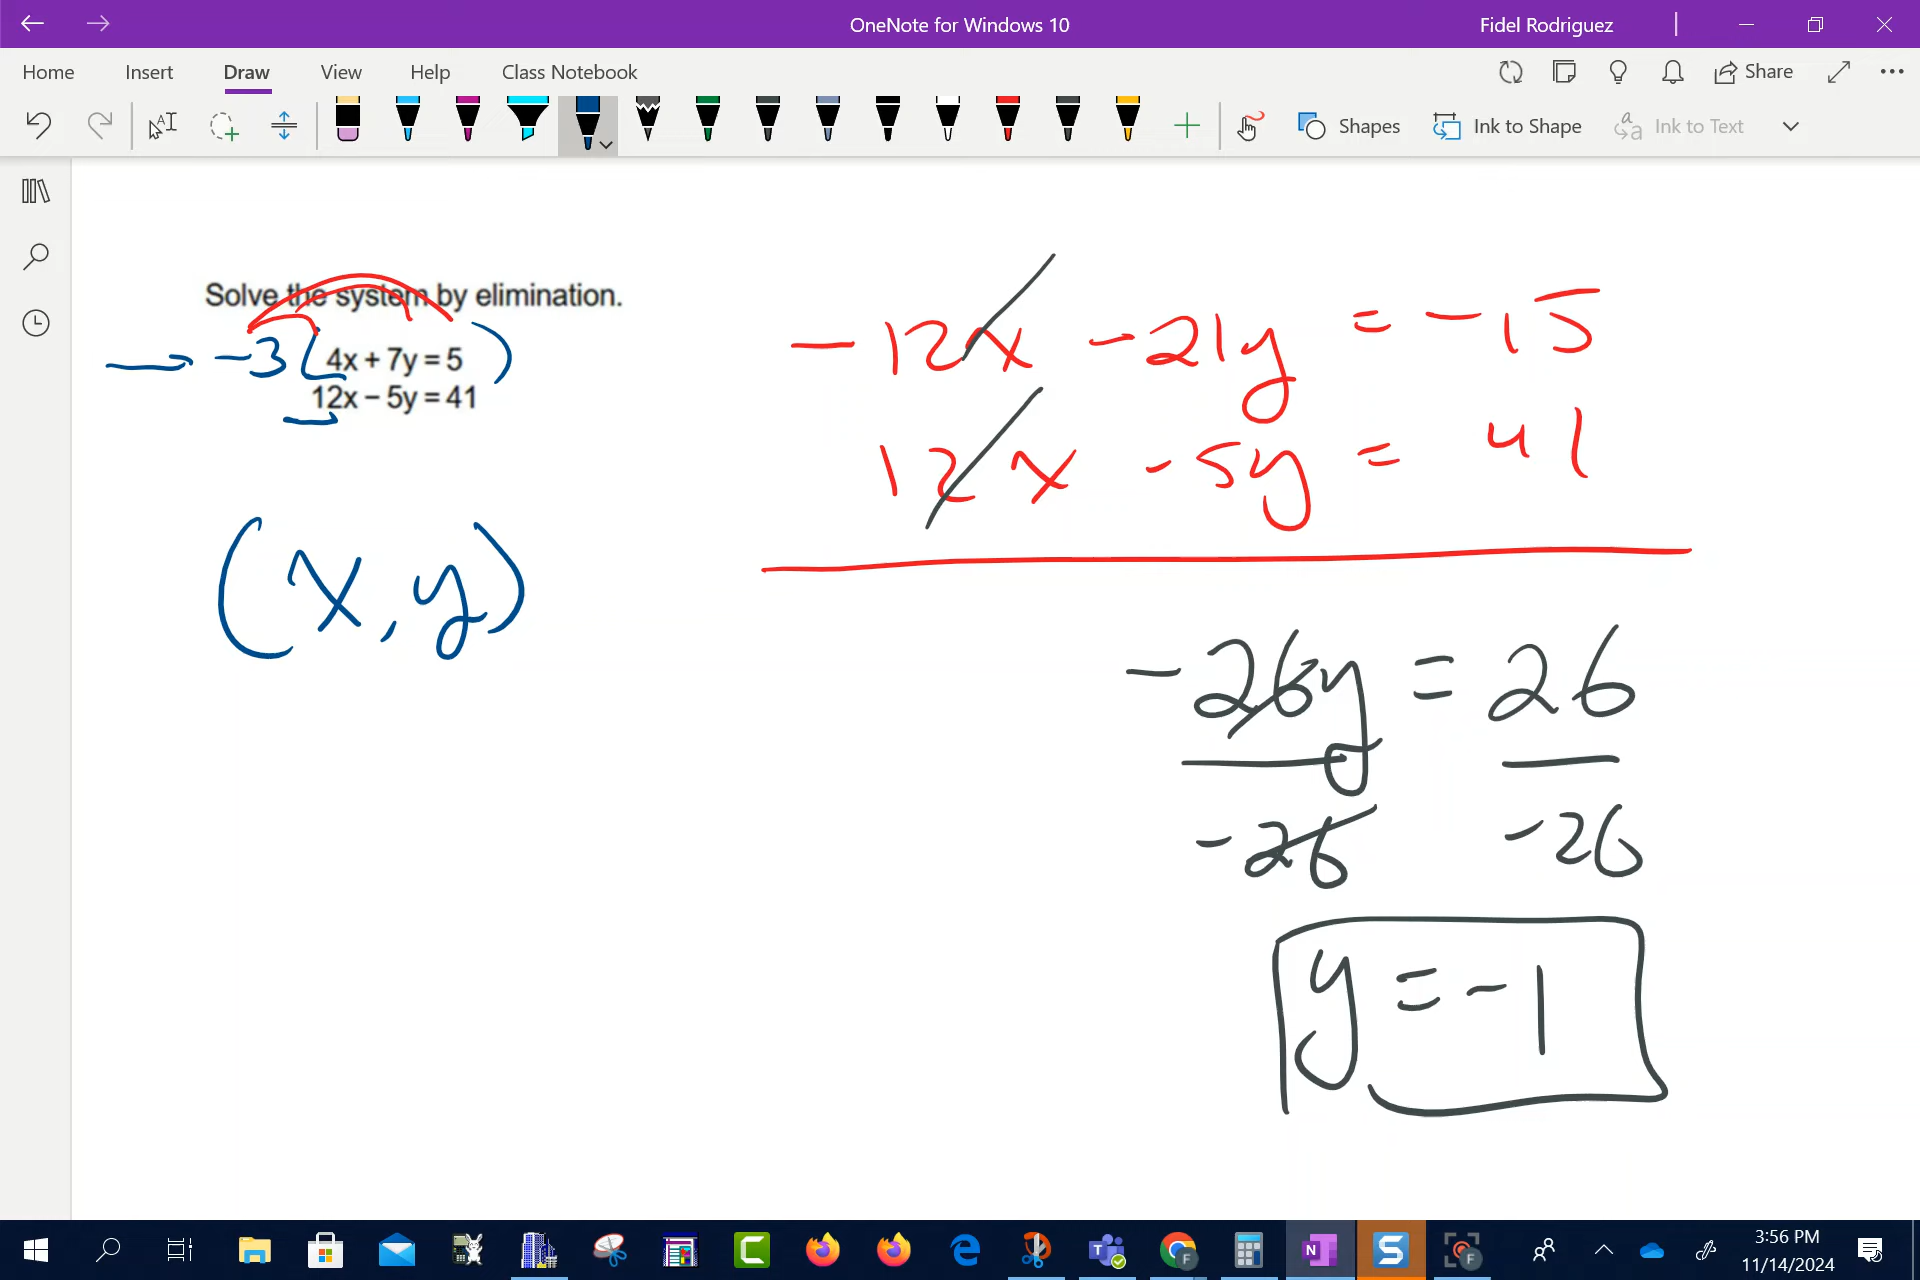 OneNote for Windows 10
Fidel Rodriguez
Home Insert Draw View Help Class Notebook
Share
Shapes Ink to Shape Ink to Text
Solve the system by elimination.
-3( 4x + 7y = 5 )
12x − 5y = 41
(x, y)
-12x -21y = -15
12x -5y = 41
-26y = 26
-26 -26
y = -1
3:56 PM
11/14/2024